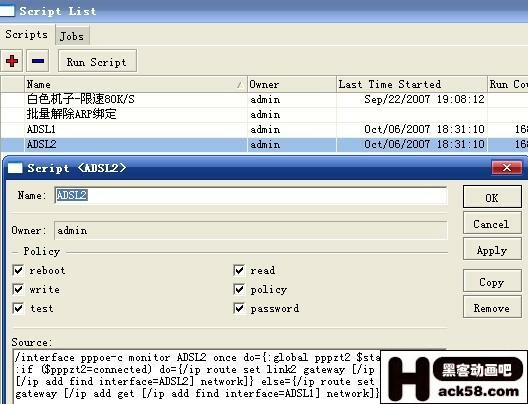 Script List
Scripts Jobs
Run Script
Name Owner Last Time Started Run Cou
白色机子-限速80K/S admin Sep/22/2007 19:08:12
批量解除ARP绑定 admin
ADSL1 admin Oct/06/2007 18:31:10 168
ADSL2 admin Oct/06/2007 18:31:10 168
Script <ADSL2>
Name: ADSL2 OK
Owner: admin Cancel
Policy Apply
reboot read
write policy Copy
test password Remove
Source:
/interface pppoe-c monitor ADSL2 once do={:global pppzt2 $sta
:if ($pppzt2=connected) do={/ip route set link2 gateway [/ip
[/ip add find interface=ADSL2] network]} else={/ip route set
gateway [/ip add get [/ip add find interface=ADSL1] network]}
黑客动画吧
Hack58.com